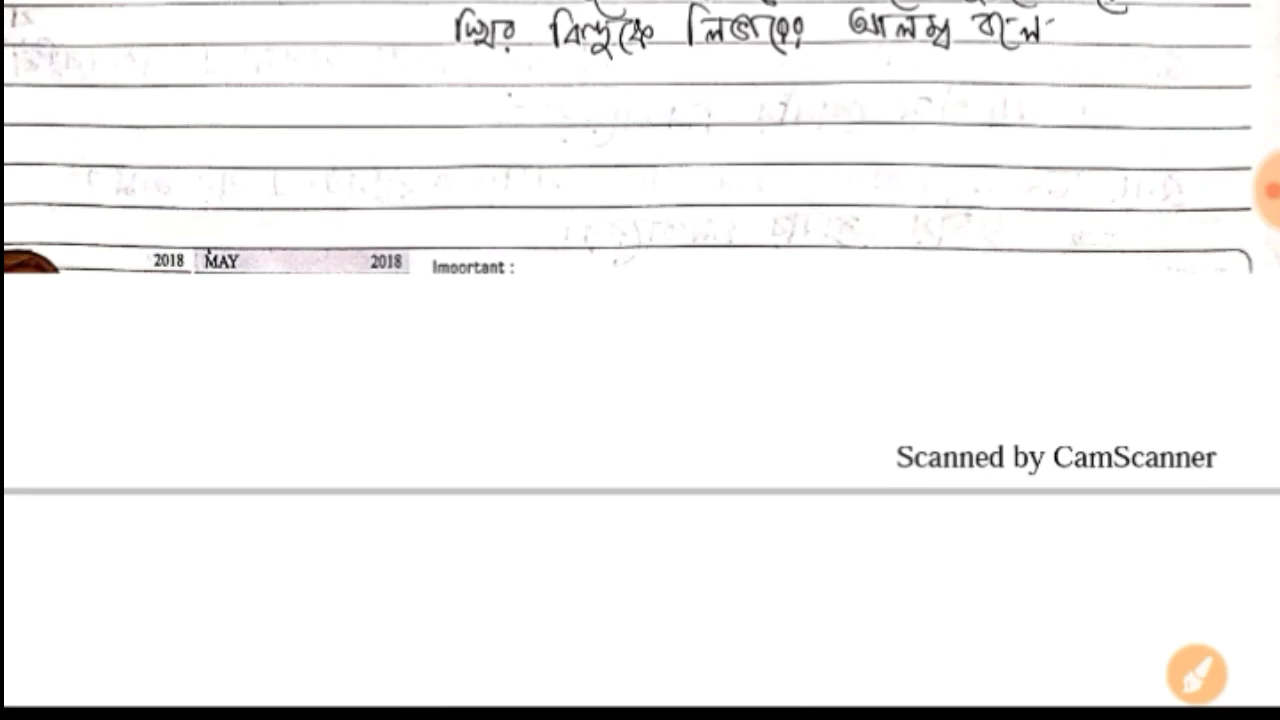 স্থির বিন্দুকে লিভারের আলম্ব বলে
2018 MAY 2018 Important :
Scanned by CamScanner